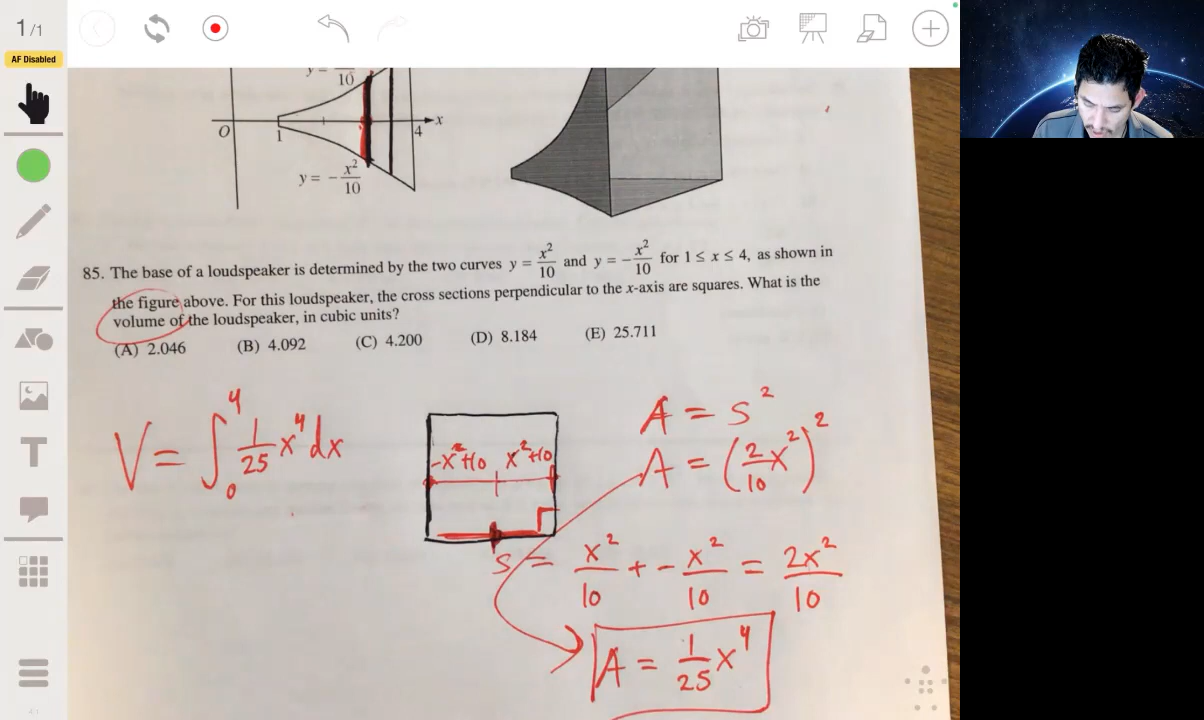 1/1
AF Disabled
10
O
1
4
x
y = -x²/10
85. The base of a loudspeaker is determined by the two curves y = x²/10 and y = -x²/10 for 1 ≤ x ≤ 4, as shown in
the figure above. For this loudspeaker, the cross sections perpendicular to the x-axis are squares. What is the
volume of the loudspeaker, in cubic units?
(A) 2.046 (B) 4.092 (C) 4.200 (D) 8.184 (E) 25.711
V = ∫₀⁴ 1/25 x⁴ dx
-x²/10 x²/10
A = s²
A = (2/10 x²)²
s = x²/10 + -x²/10 = 2x²/10
A = 1/25 x⁴
T